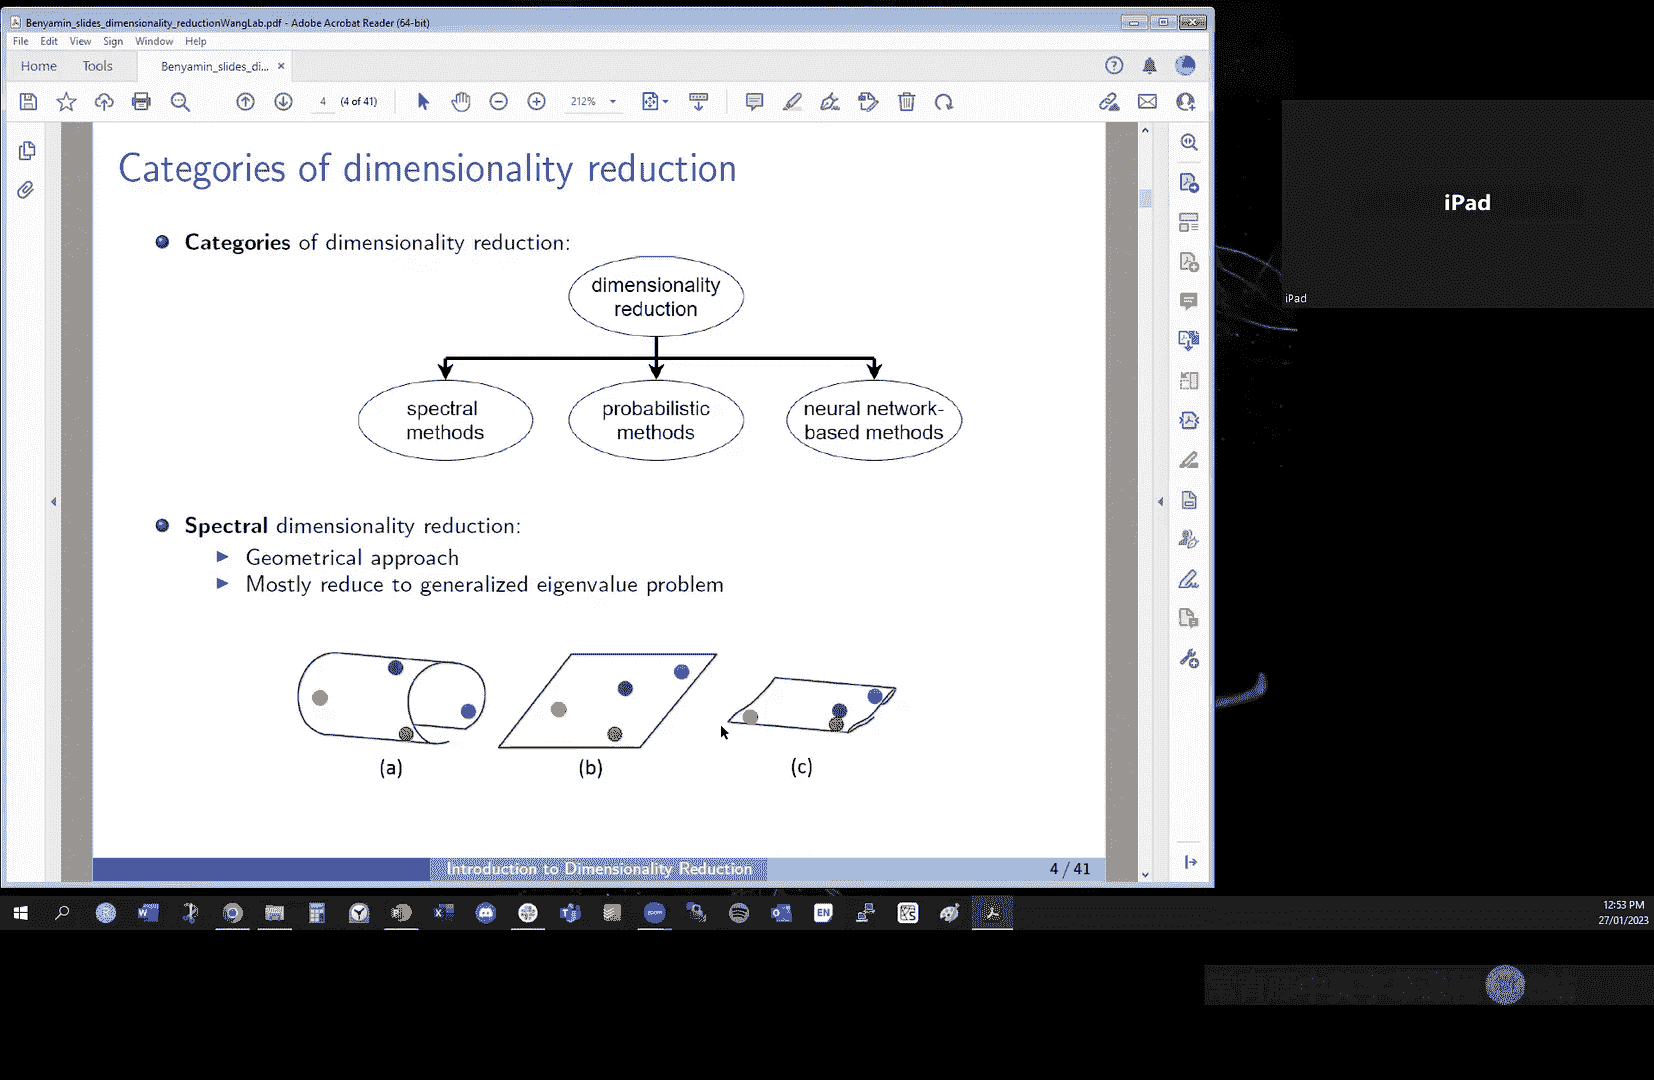 Benyamin_slides_dimensionality_reductionWangLab.pdf - Adobe Acrobat Reader (64-bit)
File Edit View Sign Window Help
Home Tools Benyamin_slides_di... ×
4 (4 of 41) 212%
Categories of dimensionality reduction
Categories of dimensionality reduction:
dimensionality
reduction
spectral
methods
probabilistic
methods
neural network-
based methods
Spectral dimensionality reduction:
Geometrical approach
Mostly reduce to generalized eigenvalue problem
(a) (b) (c)
Introduction to Dimensionality Reduction 4 / 41
iPad
iPad
EN
12:53 PM
27/01/2023